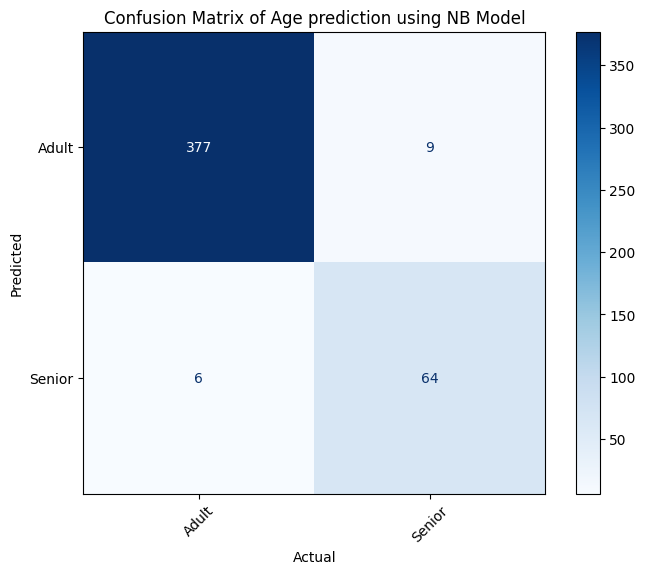 Confusion Matrix of Age prediction using NB Model
Predicted
Adult
377
9
Senior
6
64
Adult
Senior
Actual
350
300
250
200
150
100
50